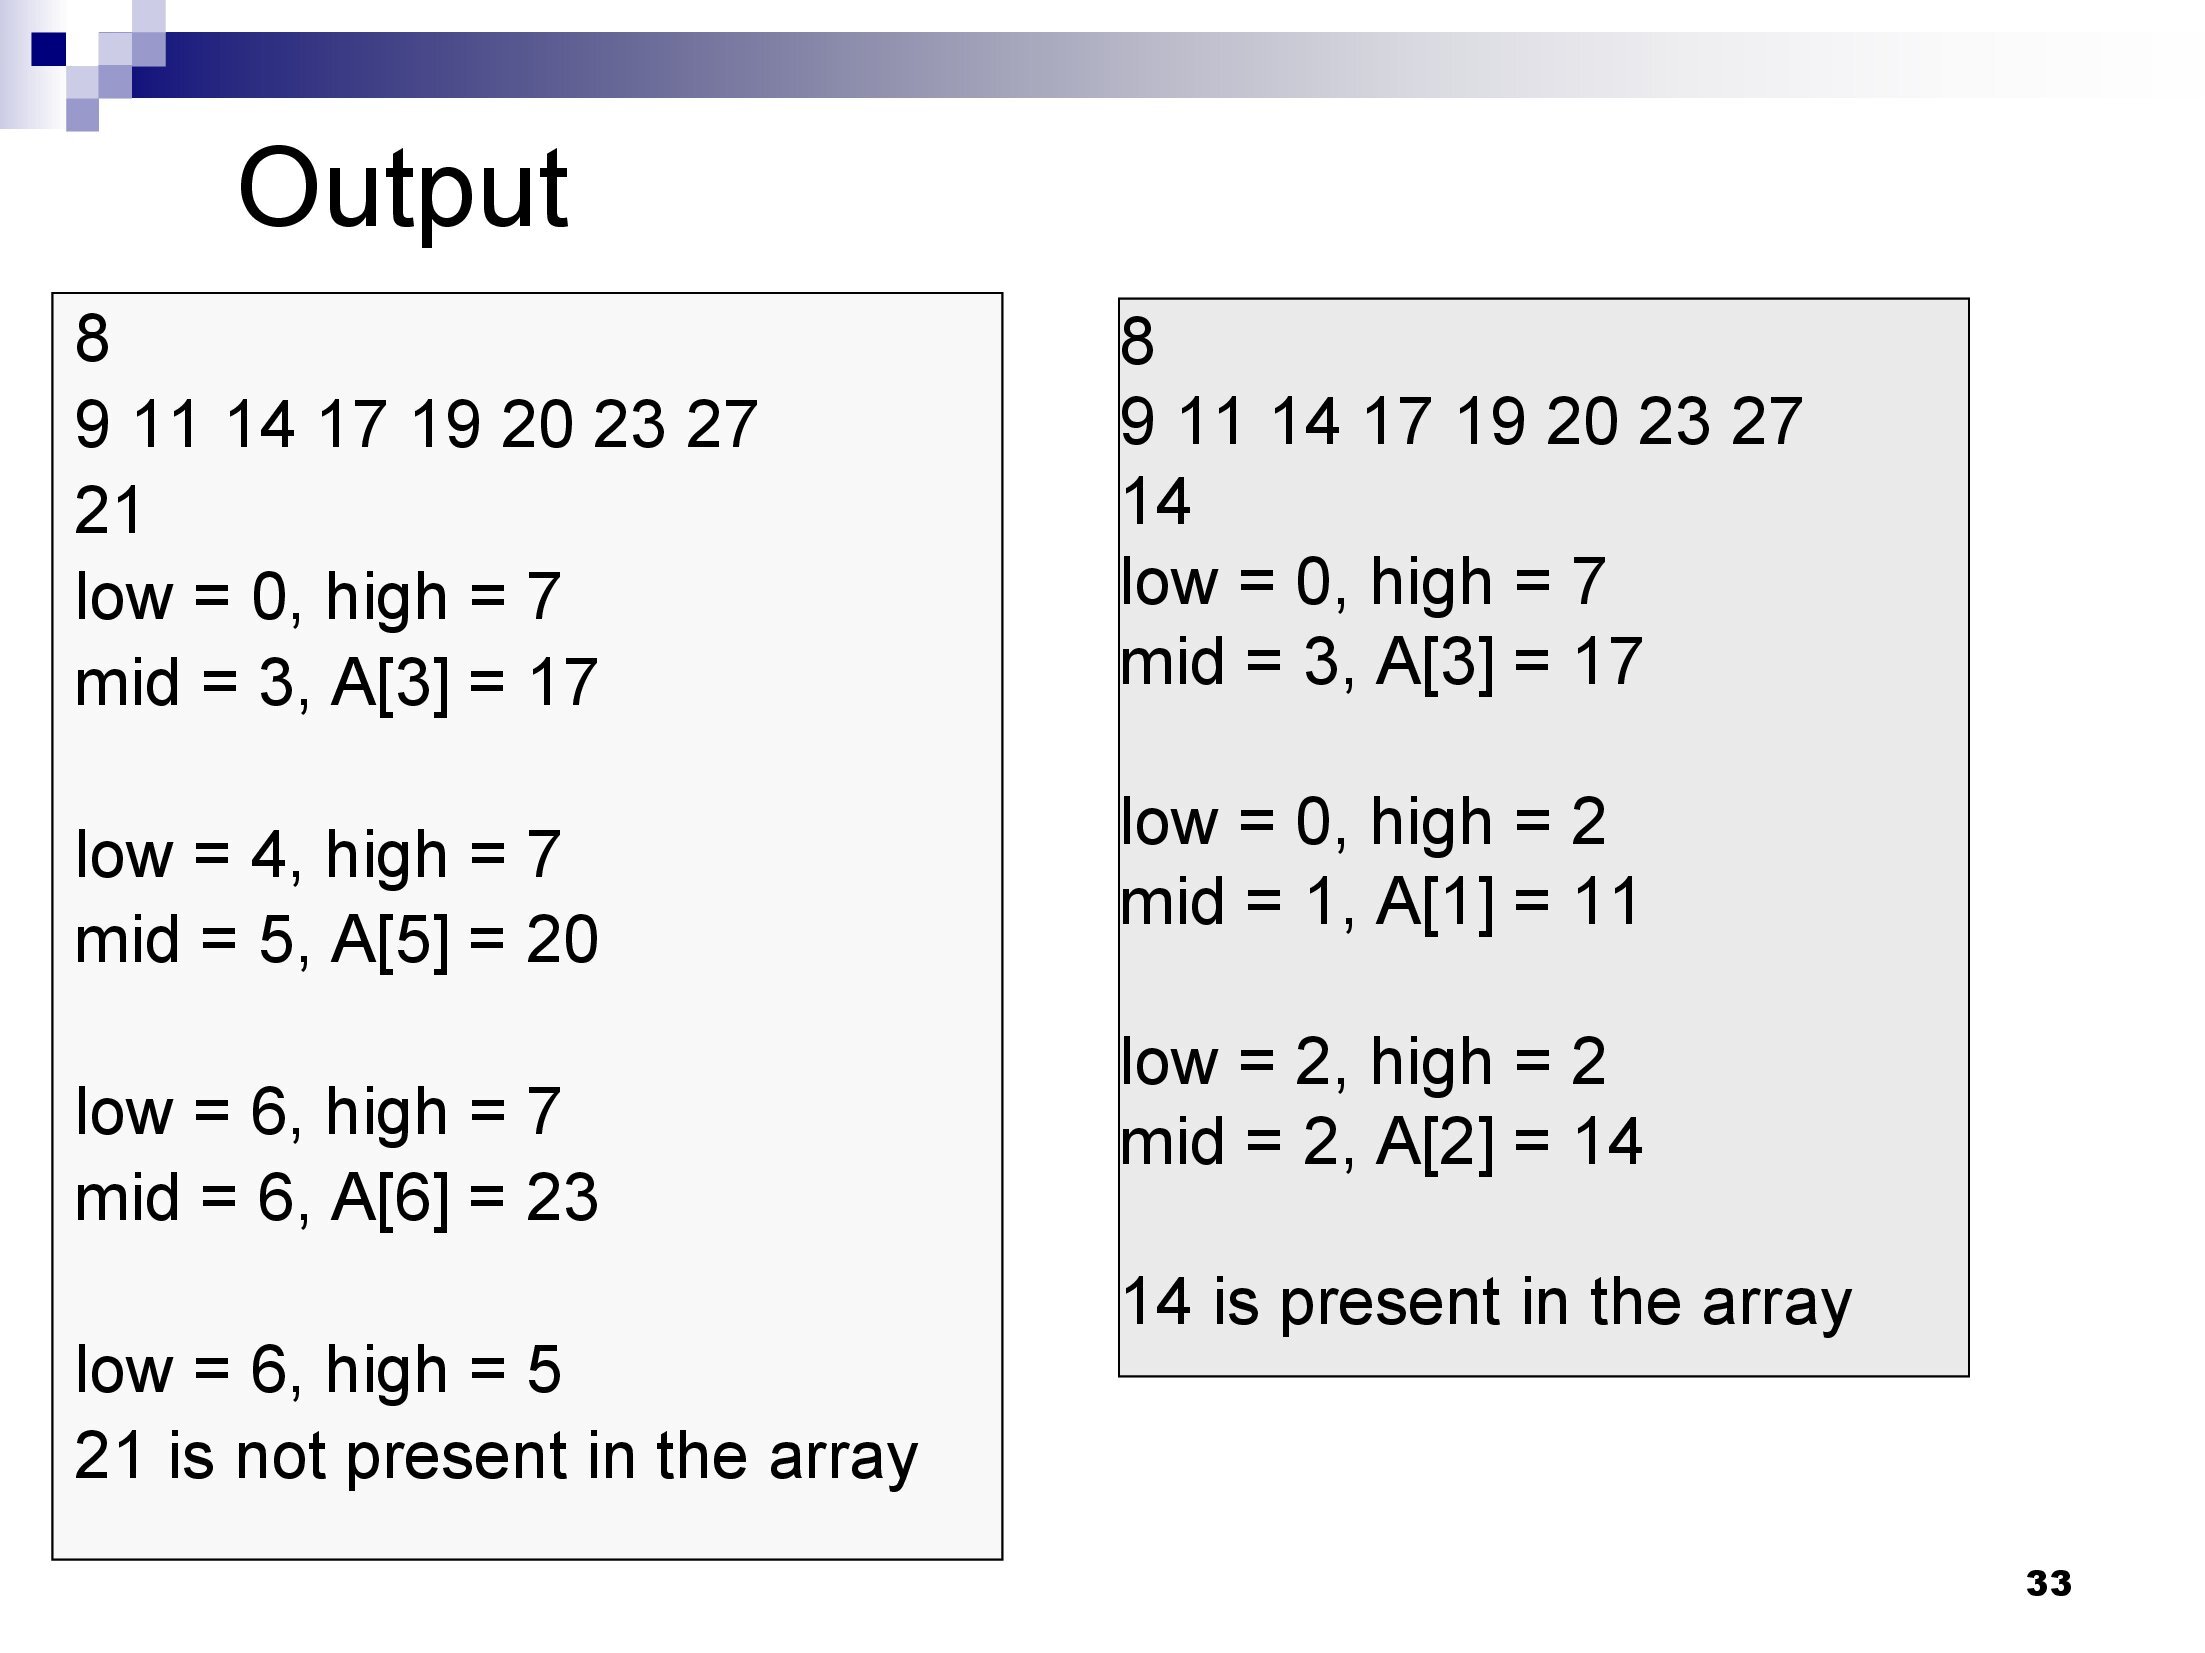 Output
8
9 11 14 17 19 20 23 27
21
low = 0, high = 7
mid = 3, A[3] = 17
low = 4, high = 7
mid = 5, A[5] = 20
low = 6, high = 7
mid = 6, A[6] = 23
low = 6, high = 5
21 is not present in the array
8
9 11 14 17 19 20 23 27
14
low = 0, high = 7
mid = 3, A[3] = 17
low = 0, high = 2
mid = 1, A[1] = 11
low = 2, high = 2
mid = 2, A[2] = 14
14 is present in the array
33